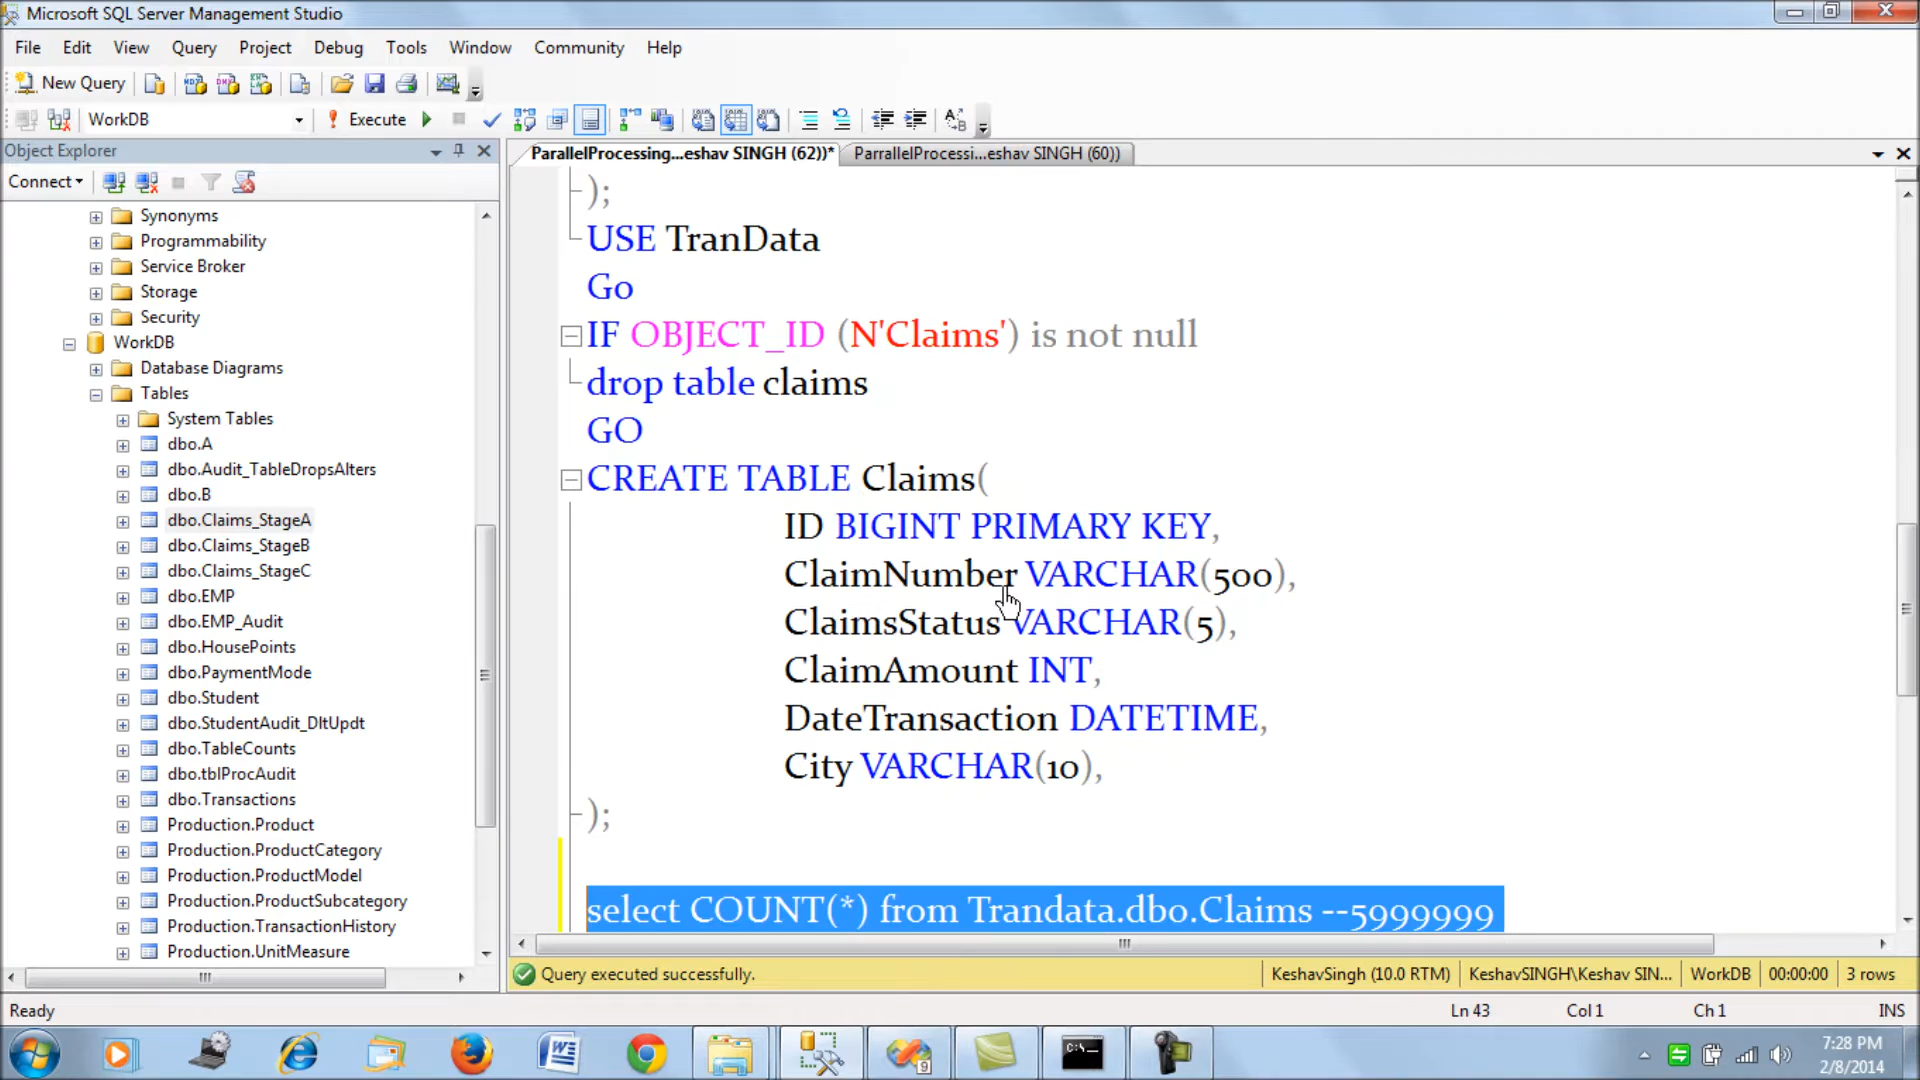 Microsoft SQL Server Management Studio
File Edit View Query Project Debug Tools Window Community Help
New Query
WorkDB Execute
Object Explorer
Connect
Synonyms
Programmability
Service Broker
Storage
Security
WorkDB
Database Diagrams
Tables
System Tables
dbo.A
dbo.Audit_TableDropsAlters
dbo.B
dbo.Claims_StageA
dbo.Claims_StageB
dbo.Claims_StageC
dbo.EMP
dbo.EMP_Audit
dbo.HousePoints
dbo.PaymentMode
dbo.Student
dbo.StudentAudit_DltUpdt
dbo.TableCounts
dbo.tblProcAudit
dbo.Transactions
Production.Product
Production.ProductCategory
Production.ProductModel
Production.ProductSubcategory
Production.TransactionHistory
Production.UnitMeasure
ParallelProcessing...eshav SINGH (62))* ParrallelProcessi...eshav SINGH (60))
);
USE TranData
Go
IF OBJECT_ID (N'Claims') is not null
drop table claims
GO
CREATE TABLE Claims(
ID BIGINT PRIMARY KEY,
ClaimNumber VARCHAR(500),
ClaimsStatus VARCHAR(5),
ClaimAmount INT,
DateTransaction DATETIME,
City VARCHAR(10),
);
select COUNT(*) from Trandata.dbo.Claims --5999999
Query executed successfully. KeshavSingh (10.0 RTM) KeshavSINGH\Keshav SIN... WorkDB 00:00:00 3 rows
Ready Ln 43 Col 1 Ch 1 INS
9
C:\
7:28 PM
2/8/2014